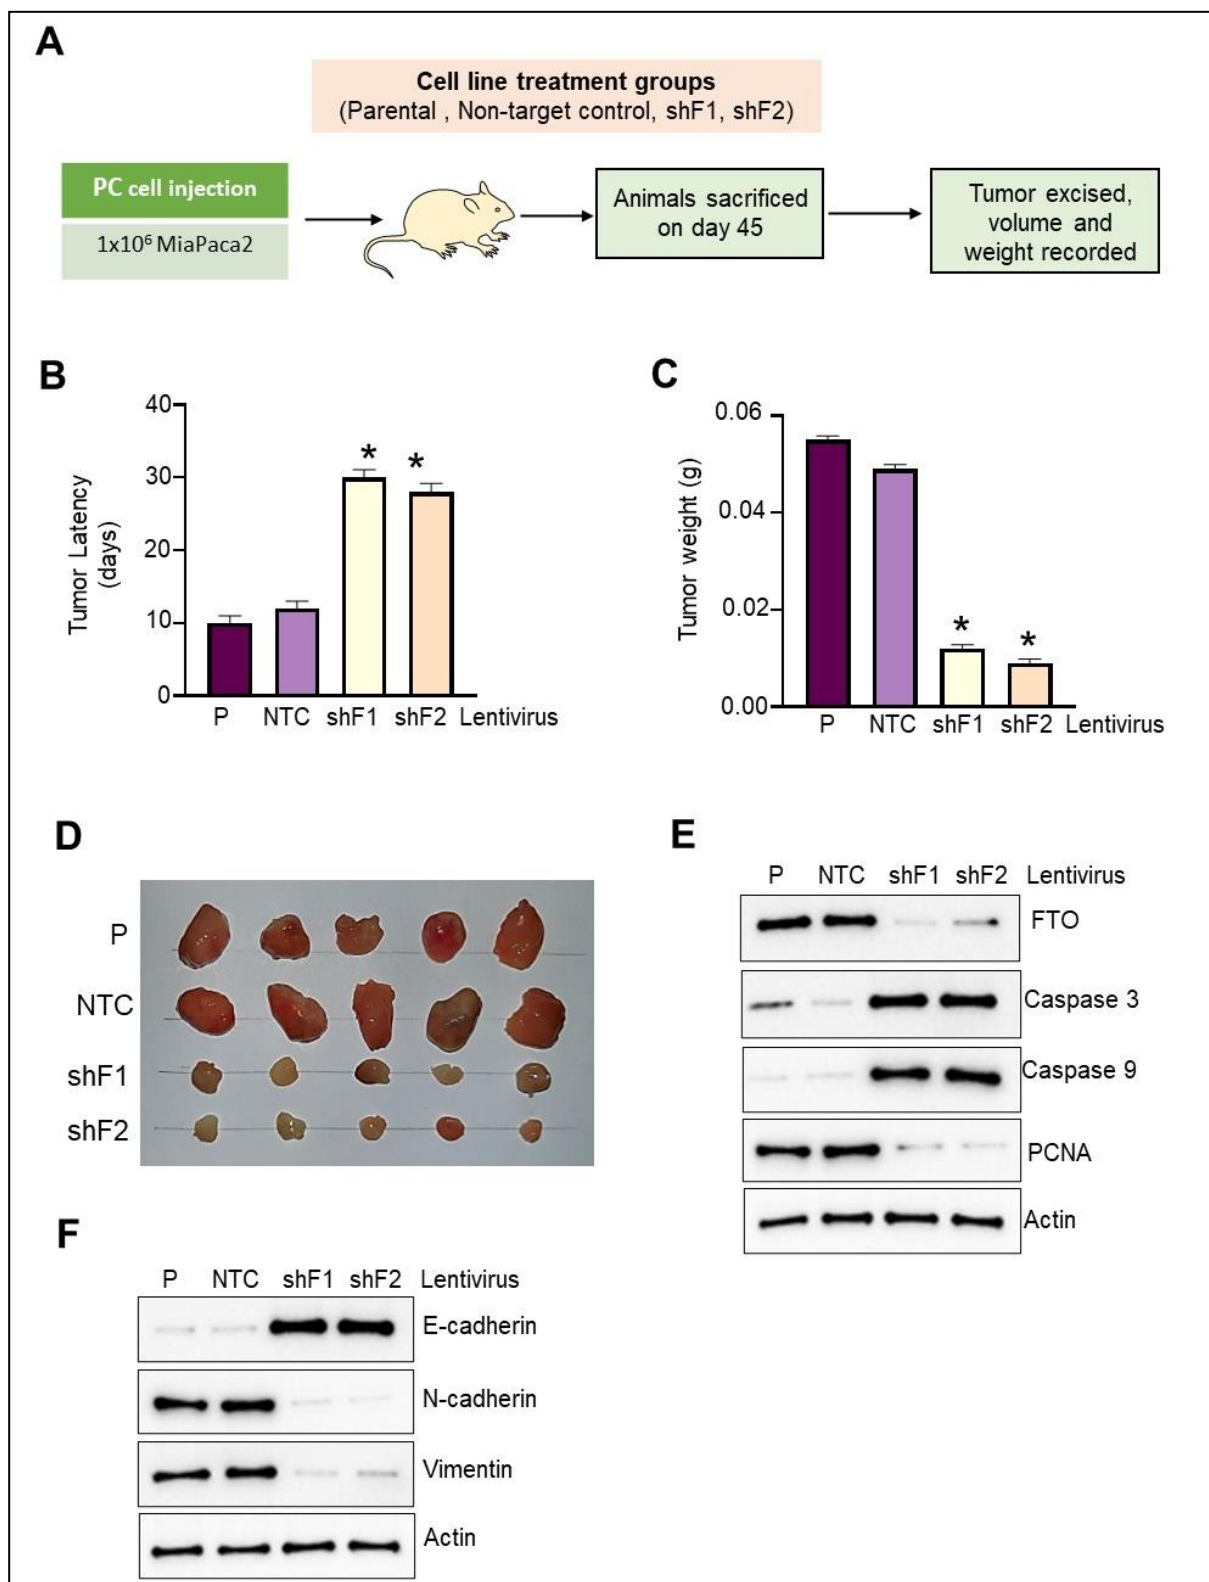 A
Cell line treatment groups
(Parental , Non-target control, shF1, shF2)
PC cell injection
1x10⁶ MiaPaca2
Animals sacrificed
on day 45
Tumor excised,
volume and
weight recorded
B
Tumor Latency
(days)
40
30
20
10
0
*
*
P NTC shF1 shF2 Lentivirus
C
Tumor weight (g)
0.06
0.04
0.02
0.00
*
*
P NTC shF1 shF2 Lentivirus
D
P
NTC
shF1
shF2
E
P NTC shF1 shF2 Lentivirus
FTO
Caspase 3
Caspase 9
PCNA
Actin
F
P NTC shF1 shF2 Lentivirus
E-cadherin
N-cadherin
Vimentin
Actin